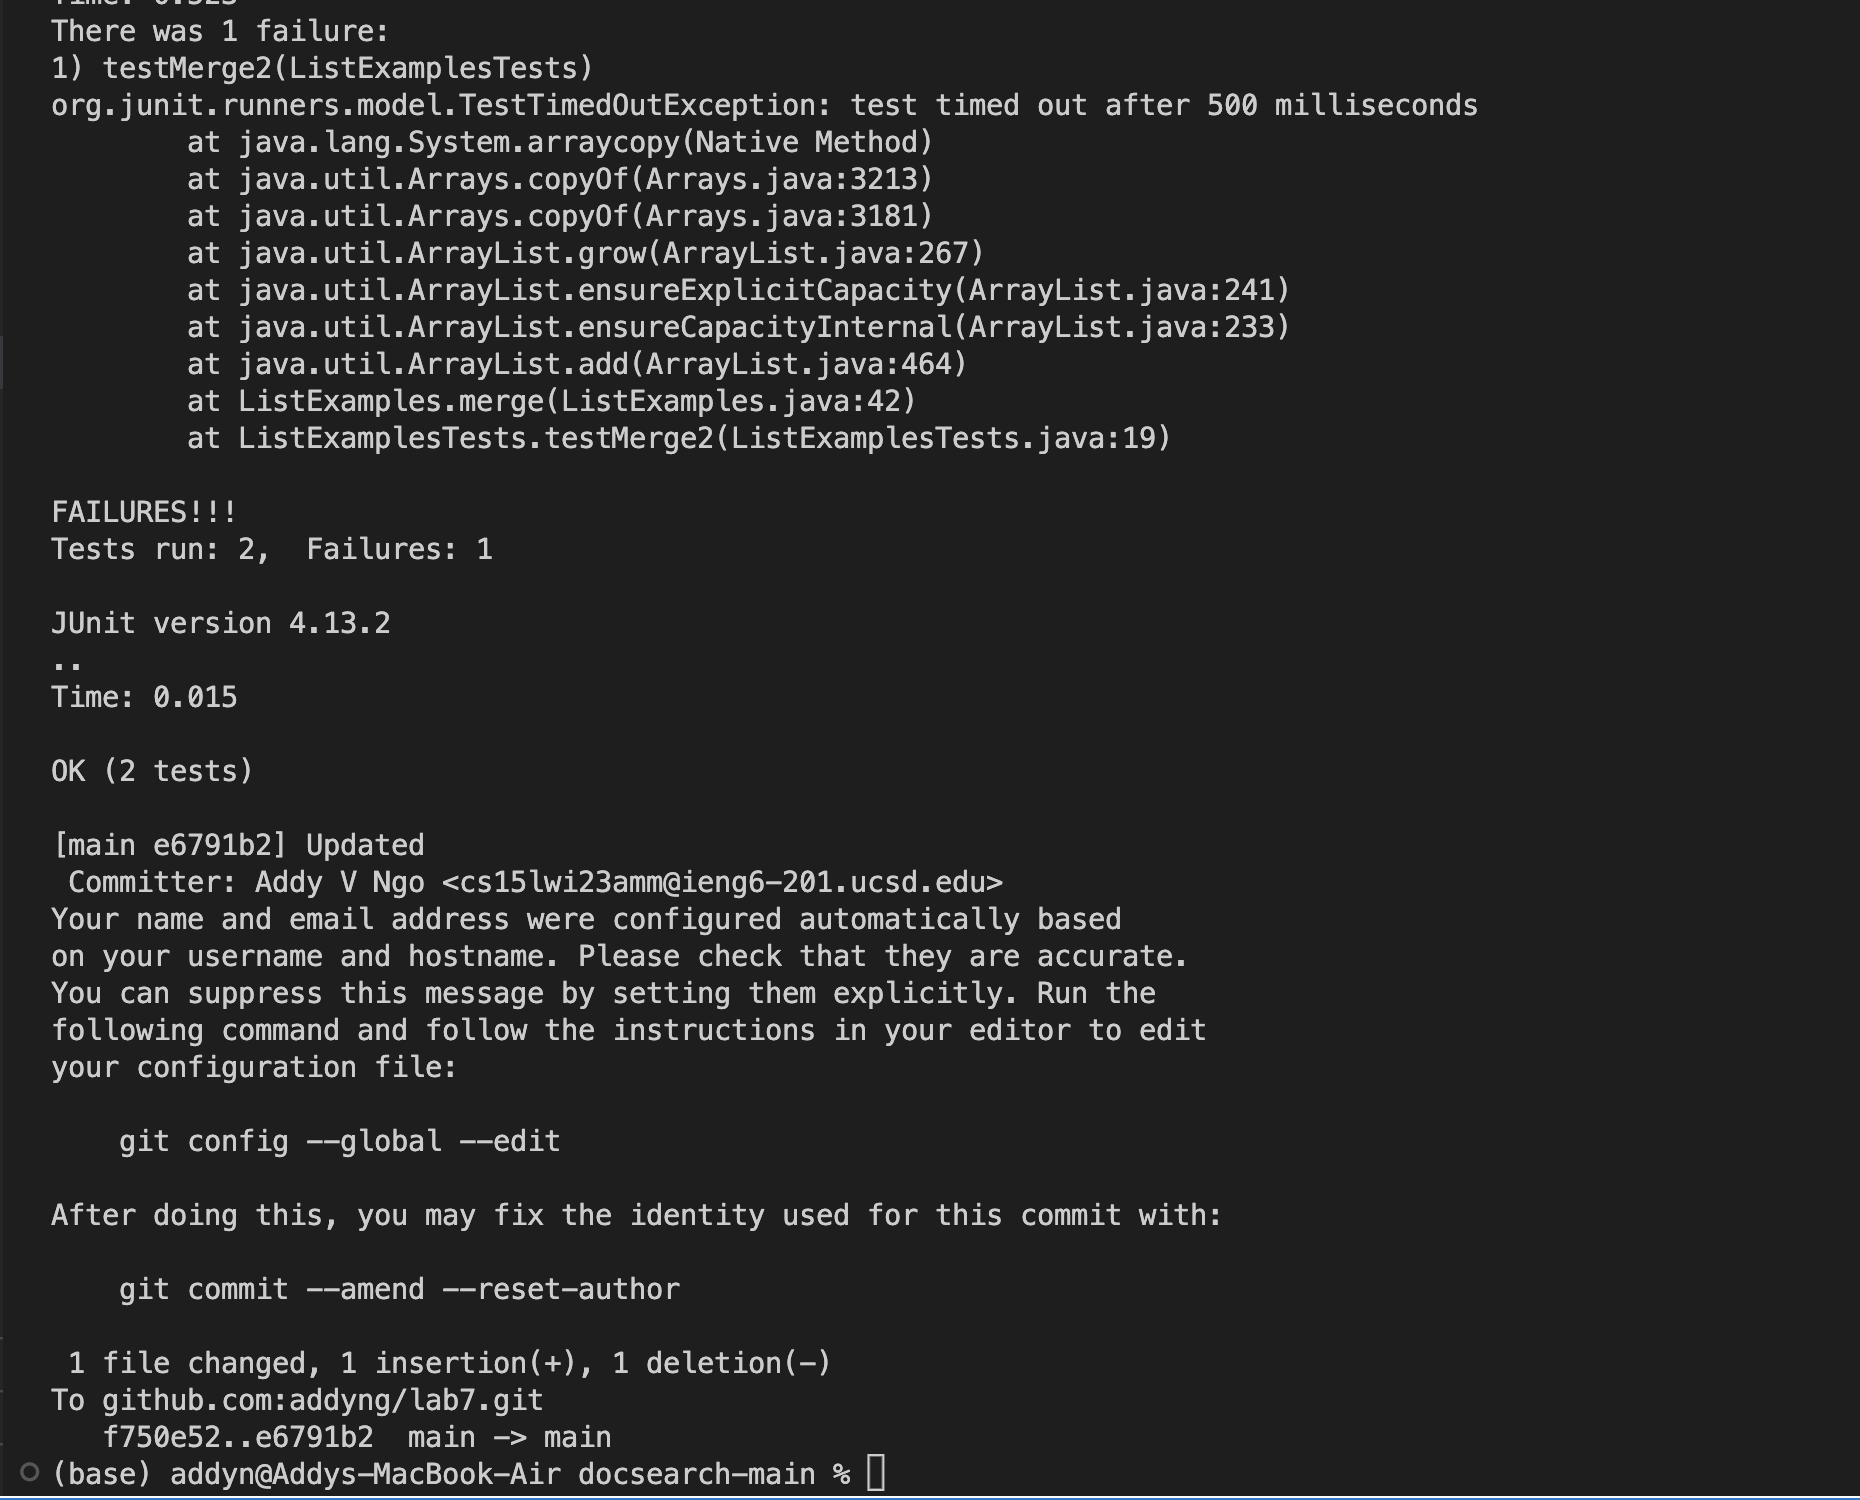 Time: 0.523
There was 1 failure:
1) testMerge2(ListExamplesTests)
org.junit.runners.model.TestTimedOutException: test timed out after 500 milliseconds
        at java.lang.System.arraycopy(Native Method)
        at java.util.Arrays.copyOf(Arrays.java:3213)
        at java.util.Arrays.copyOf(Arrays.java:3181)
        at java.util.ArrayList.grow(ArrayList.java:267)
        at java.util.ArrayList.ensureExplicitCapacity(ArrayList.java:241)
        at java.util.ArrayList.ensureCapacityInternal(ArrayList.java:233)
        at java.util.ArrayList.add(ArrayList.java:464)
        at ListExamples.merge(ListExamples.java:42)
        at ListExamplesTests.testMerge2(ListExamplesTests.java:19)

FAILURES!!!
Tests run: 2,  Failures: 1

JUnit version 4.13.2
..
Time: 0.015

OK (2 tests)

[main e6791b2] Updated
 Committer: Addy V Ngo <cs15lwi23amm@ieng6-201.ucsd.edu>
Your name and email address were configured automatically based
on your username and hostname. Please check that they are accurate.
You can suppress this message by setting them explicitly. Run the
following command and follow the instructions in your editor to edit
your configuration file:

    git config --global --edit

After doing this, you may fix the identity used for this commit with:

    git commit --amend --reset-author

 1 file changed, 1 insertion(+), 1 deletion(-)
To github.com:addyng/lab7.git
   f750e52..e6791b2  main -> main
(base) addyn@Addys-MacBook-Air docsearch-main %